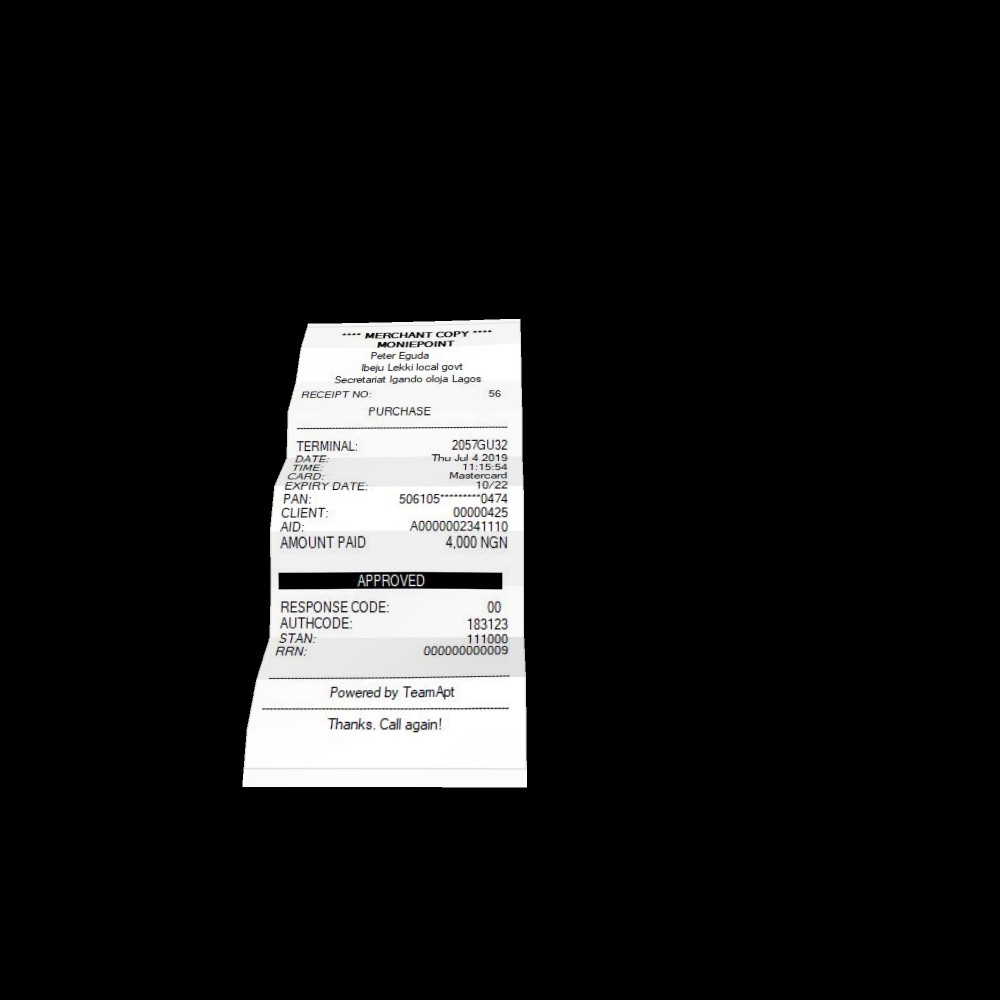 **** MERCHANT COPY ****
MONIEPOINT
Peter Eguda
Ibeju Lekki local govt
Secretariat Igando oloja Lagos
RECEIPT NO: 56
PURCHASE
TERMINAL: 2057GU32
DATE: Thu Jul 4 2019
TIME: 11:15:54
CARD: Mastercard
EXPIRY DATE: 10/22
PAN: 506105*********0474
CLIENT: 00000425
AID: A0000002341110
AMOUNT PAID 4,000 NGN
APPROVED
RESPONSE CODE: 00
AUTHCODE: 183123
STAN: 111000
RRN: 000000000009
Powered by TeamApt
Thanks. Call again!